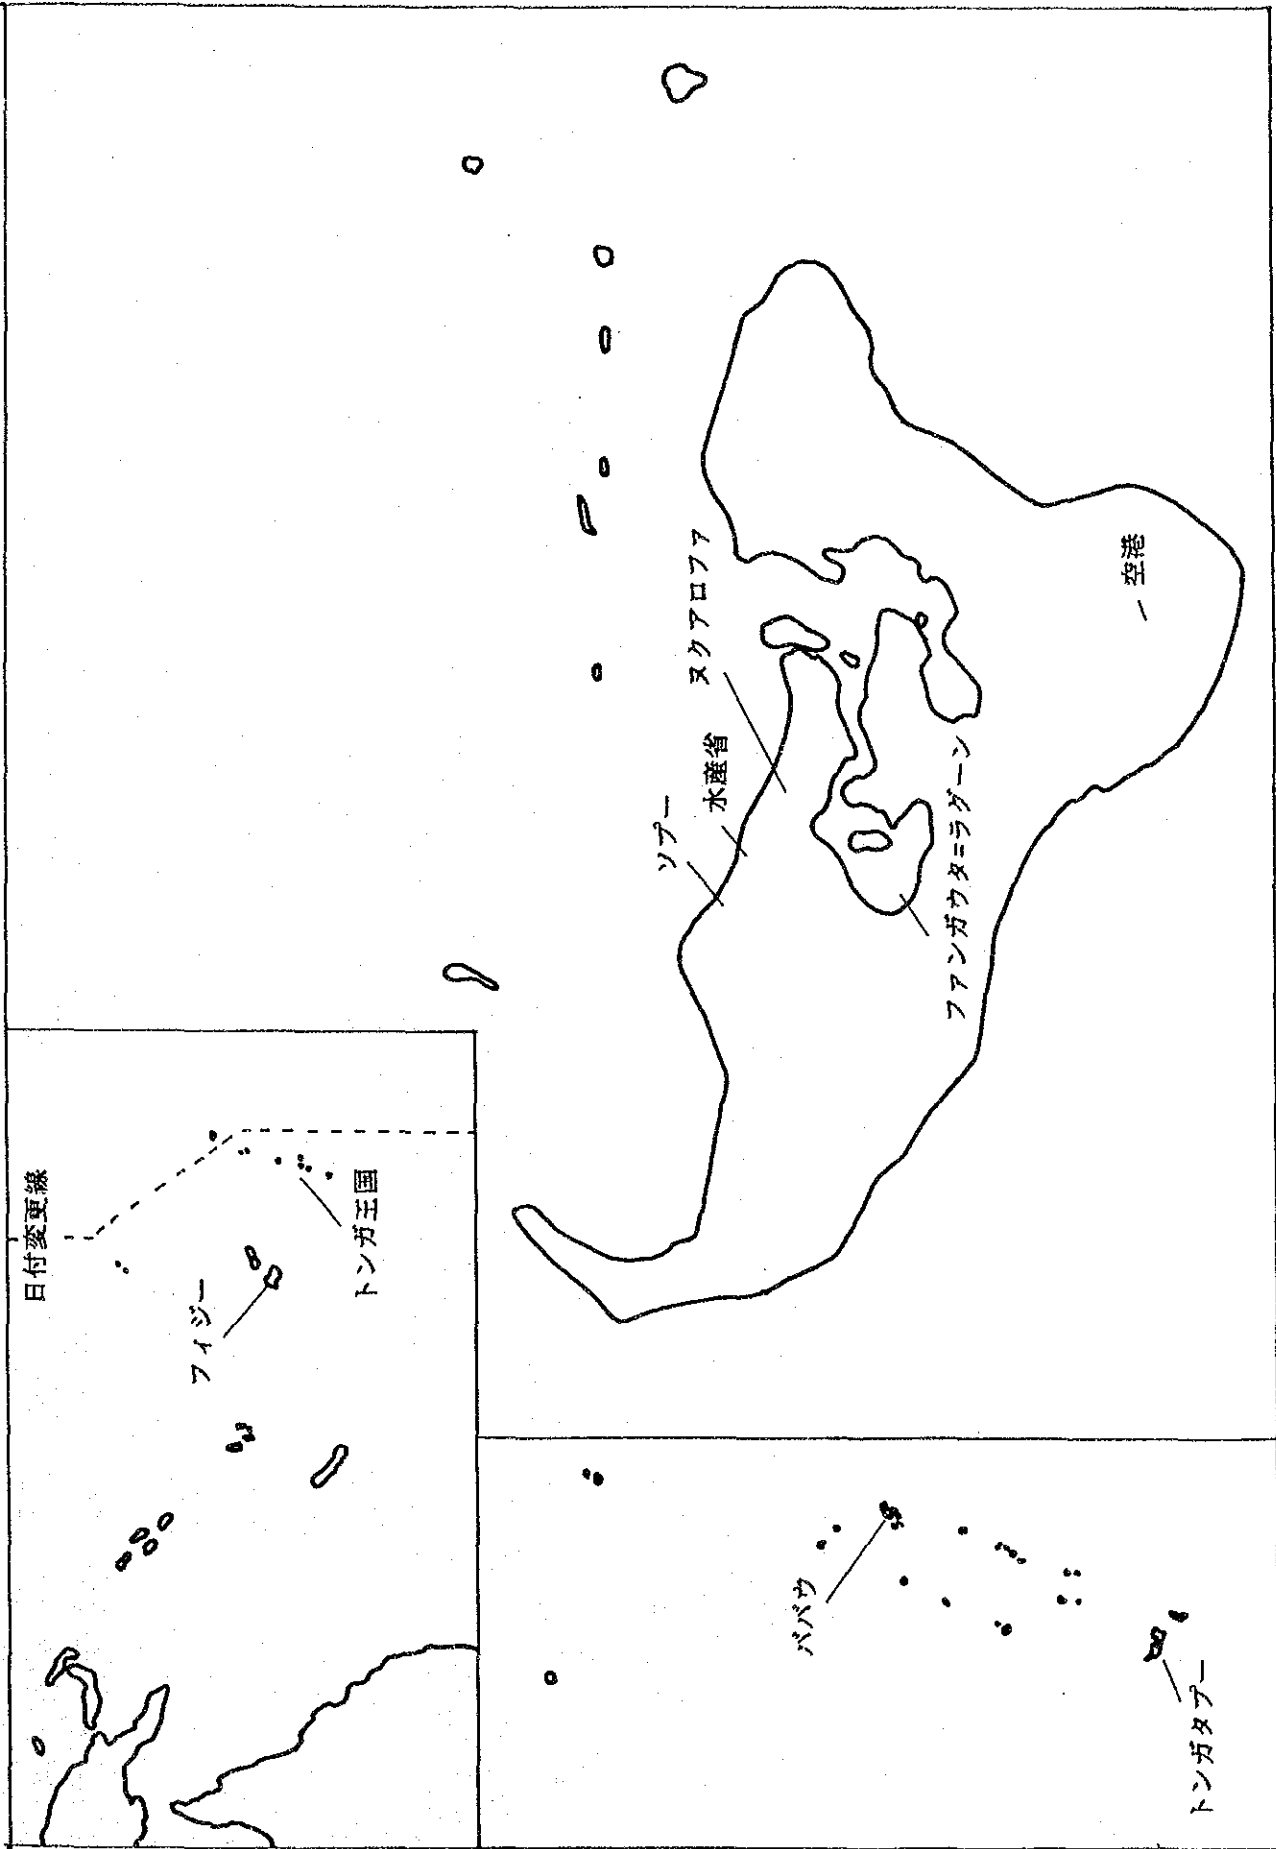 日付変更線
フィジー
トンガ王国
ソプー
水産省
ヌクアロファ
ファンガウタ=ラグーン
空港
ババウ
トンガタプー